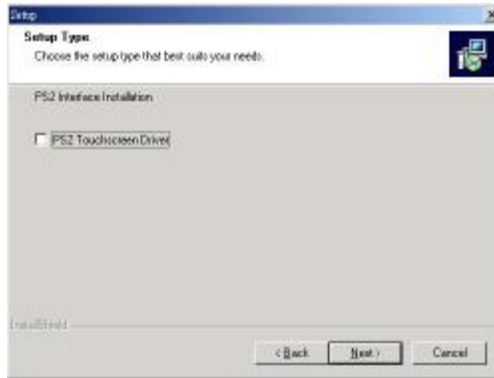 Setup
Setup Type
Choose the setup type that best suits your needs.
PS2 Interface Installation
PS2 Touchscreen Driver
InstallShield
< Back
Next >
Cancel